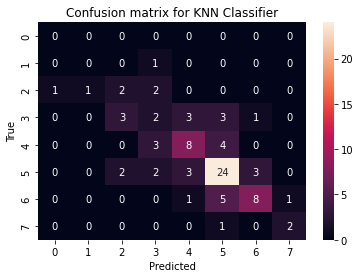 Confusion matrix for KNN Classifier
0 0 0 0 0 0 0 0 0
1 0 0 0 1 0 0 0 0
2 1 1 2 2 0 0 0 0
3 0 0 3 2 3 3 1 0
4 0 0 0 3 8 4 0 0
5 0 0 2 2 3 24 3 0
6 0 0 0 0 1 5 8 1
7 0 0 0 0 0 1 0 2
0 1 2 3 4 5 6 7
True
Predicted
20
15
10
5
0